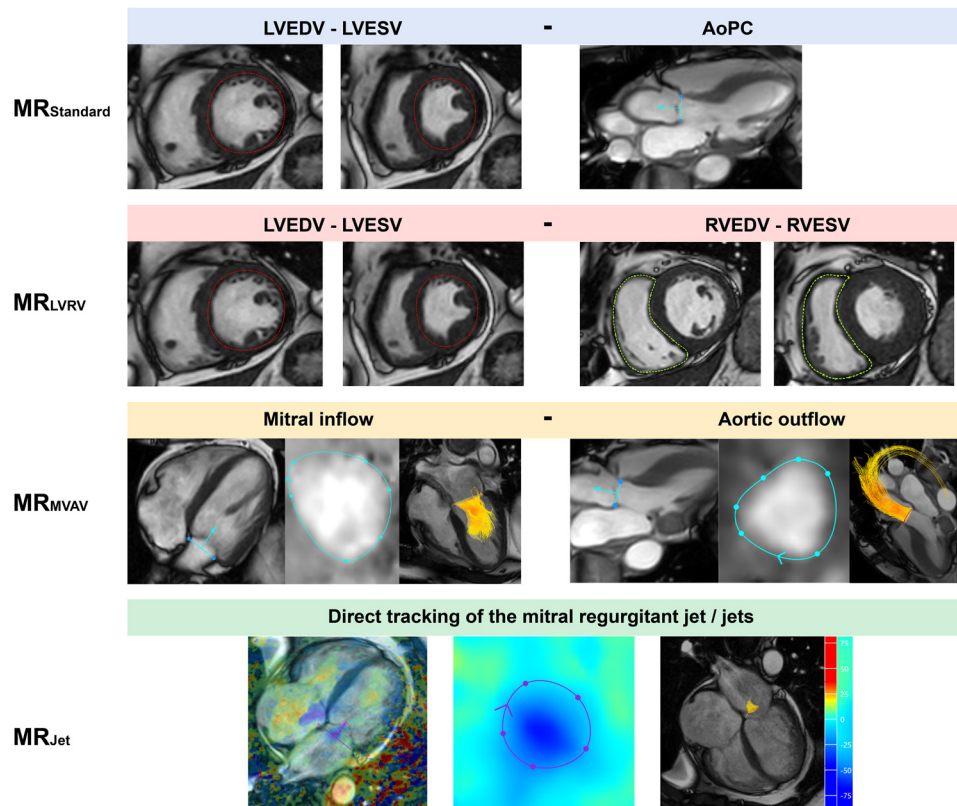 LVEDV - LVESV - AoPC
MRStandard
LVEDV - LVESV - RVEDV - RVESV
MRLVRV
Mitral inflow - Aortic outflow
MRMVAV
Direct tracking of the mitral regurgitant jet / jets
MRJet
75
50
25
0
-25
-50
-75